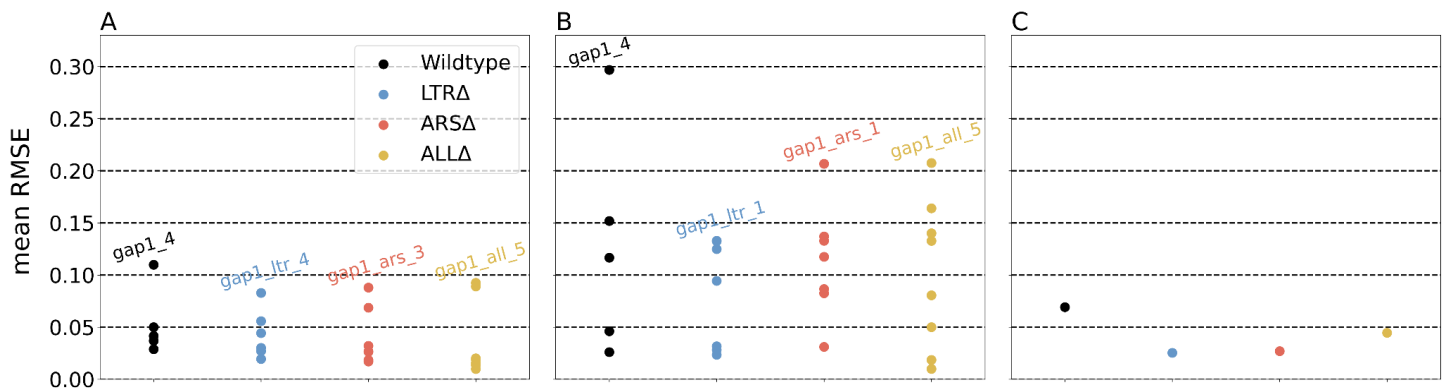 A
B
C
mean RMSE
0.30
0.25
0.20
0.15
0.10
0.05
0.00
Wildtype
LTRΔ
ARSΔ
ALLΔ
gap1_4
gap1_ltr_4
gap1_ars_3
gap1_all_5
gap1_4
gap1_ltr_1
gap1_ars_1
gap1_all_5